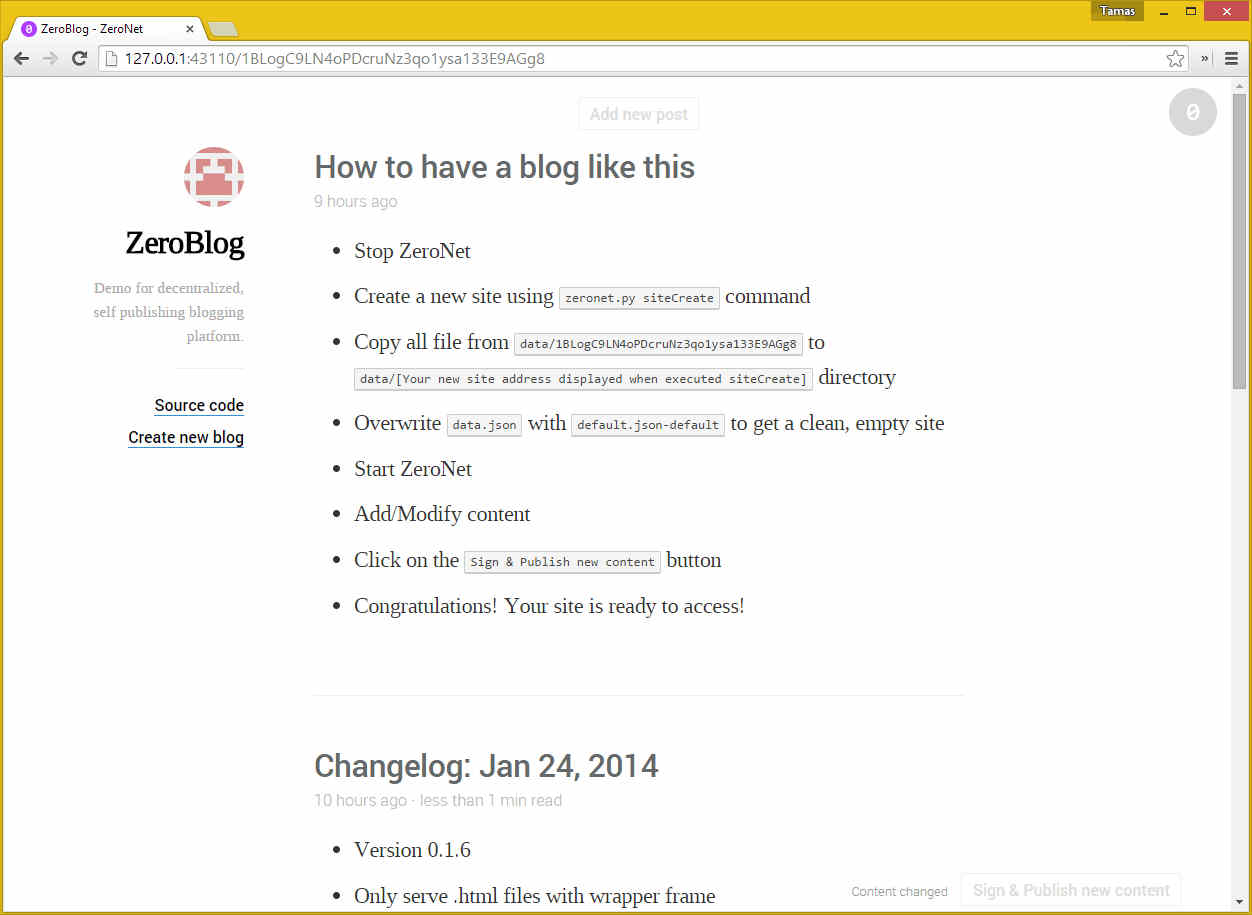 Tamas
ZeroBlog - ZeroNet
127.0.0.1:43110/1BLogC9LN4oPDcruNz3qo1ysa133E9AGg8
Add new post
0
ZeroBlog
Demo for decentralized,
self publishing blogging
platform.
Source code
Create new blog
How to have a blog like this
9 hours ago
Stop ZeroNet
Create a new site using zeronet.py siteCreate command
Copy all file from data/1BLogC9LN4oPDcruNz3qo1ysa133E9AGg8 to
data/[Your new site address displayed when executed siteCreate] directory
Overwrite data.json with default.json-default to get a clean, empty site
Start ZeroNet
Add/Modify content
Click on the Sign & Publish new content button
Congratulations! Your site is ready to access!
Changelog: Jan 24, 2014
10 hours ago · less than 1 min read
Version 0.1.6
Only serve .html files with wrapper frame
Content changed
Sign & Publish new content